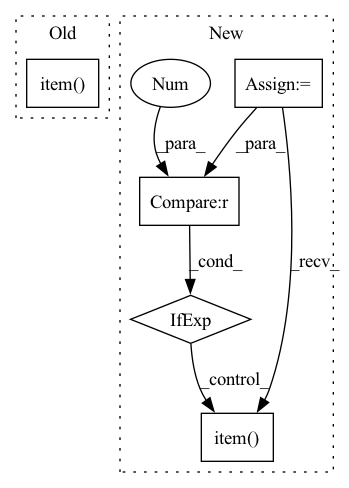 Old
New
item()
Num
Assign:=
_para_
_para_
Compare:r
_cond_
_recv_
IfExp
_control_
item()